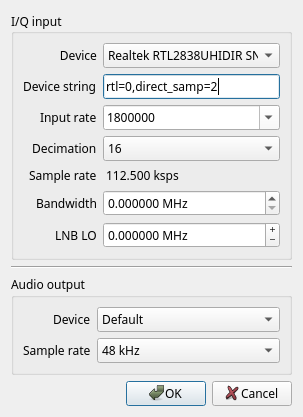 I/Q input
Device Realtek RTL2838UHIDIR SN
Device string rtl=0,direct_samp=2
Input rate 1800000
Decimation 16
Sample rate 112.500 ksps
Bandwidth 0.000000 MHz
LNB LO 0.000000 MHz
Audio output
Device Default
Sample rate 48 kHz
OK Cancel